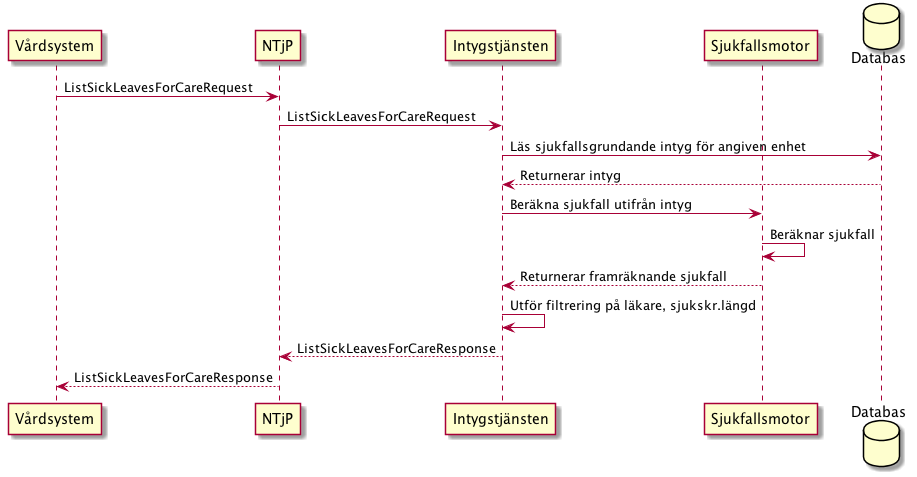 Vårdsystem
NTjP
Intygstjänsten
Sjukfallsmotor
Databas
ListSickLeavesForCareRequest
ListSickLeavesForCareRequest
Läs sjukfallsgrundande intyg för angiven enhet
Returnerar intyg
Beräkna sjukfall utifrån intyg
Beräknar sjukfall
Returnerar framräknande sjukfall
Utför filtrering på läkare, sjukskr.längd
ListSickLeavesForCareResponse
ListSickLeavesForCareResponse
Vårdsystem
NTjP
Intygstjänsten
Sjukfallsmotor
Databas